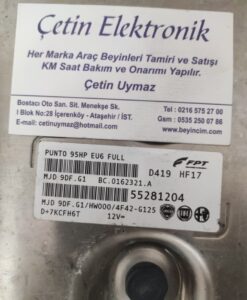 Çetin Elektronik
Her Marka Araç Beyinleri Tamiri ve Satışı
KM Saat Bakım ve Onarımı Yapılır.
Çetin Uymaz
Bostacı Oto San. Sit. Menekşe Sk.
I Blok No:28 İçerenköy - Ataşehir / İST
E-mail: cetinuymaz@hotmail.com
Tel : 0216 575 27 00
Gsm : 0535 250 07 86
www.beyincim.com
PUNTO 95HP EU6 FULL
FPT
D419 HF17
BC.0162321.A
MJD 9DF.G1
55281204
MJD 9DF.G1/HW000/4F42-G125
D+7KCFH6T 12V=